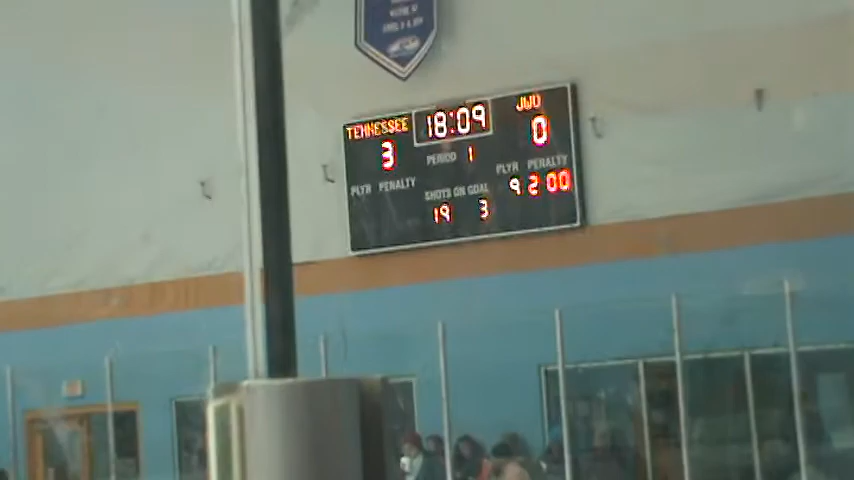 TENNESSEE 18:09 JWU
3 0
PERIOD 1
PLYR PENALTY PLYR PENALTY
SHOTS ON GOAL 9 2:00
19 3